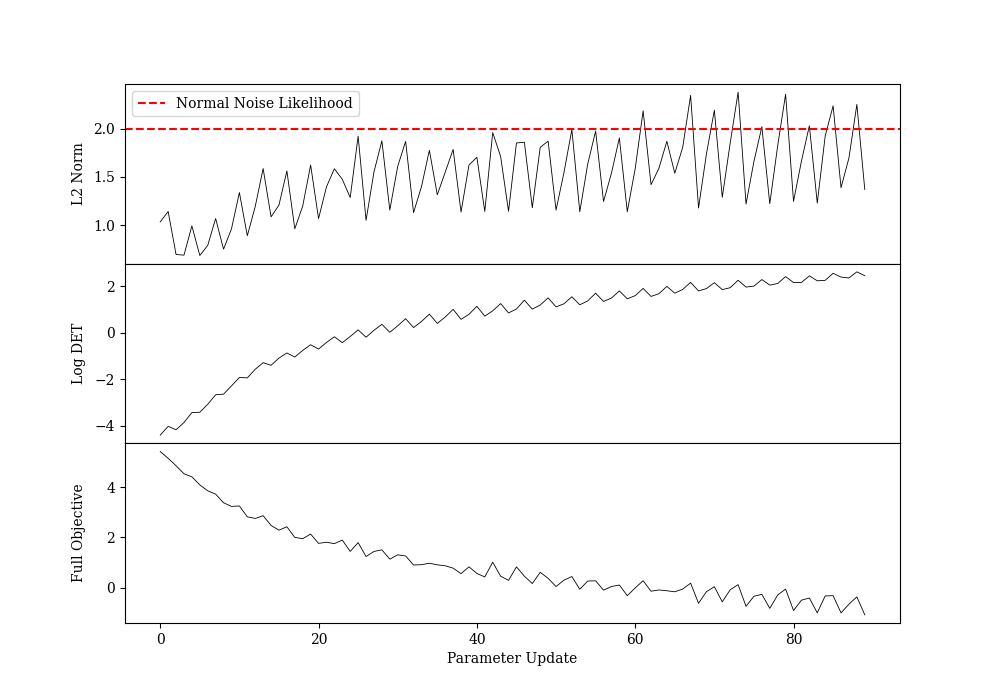 Normal Noise Likelihood
2.0
1.5
1.0
L2 Norm
2
0
−2
−4
Log DET
4
2
0
Full Objective
0 20 40 60 80
Parameter Update